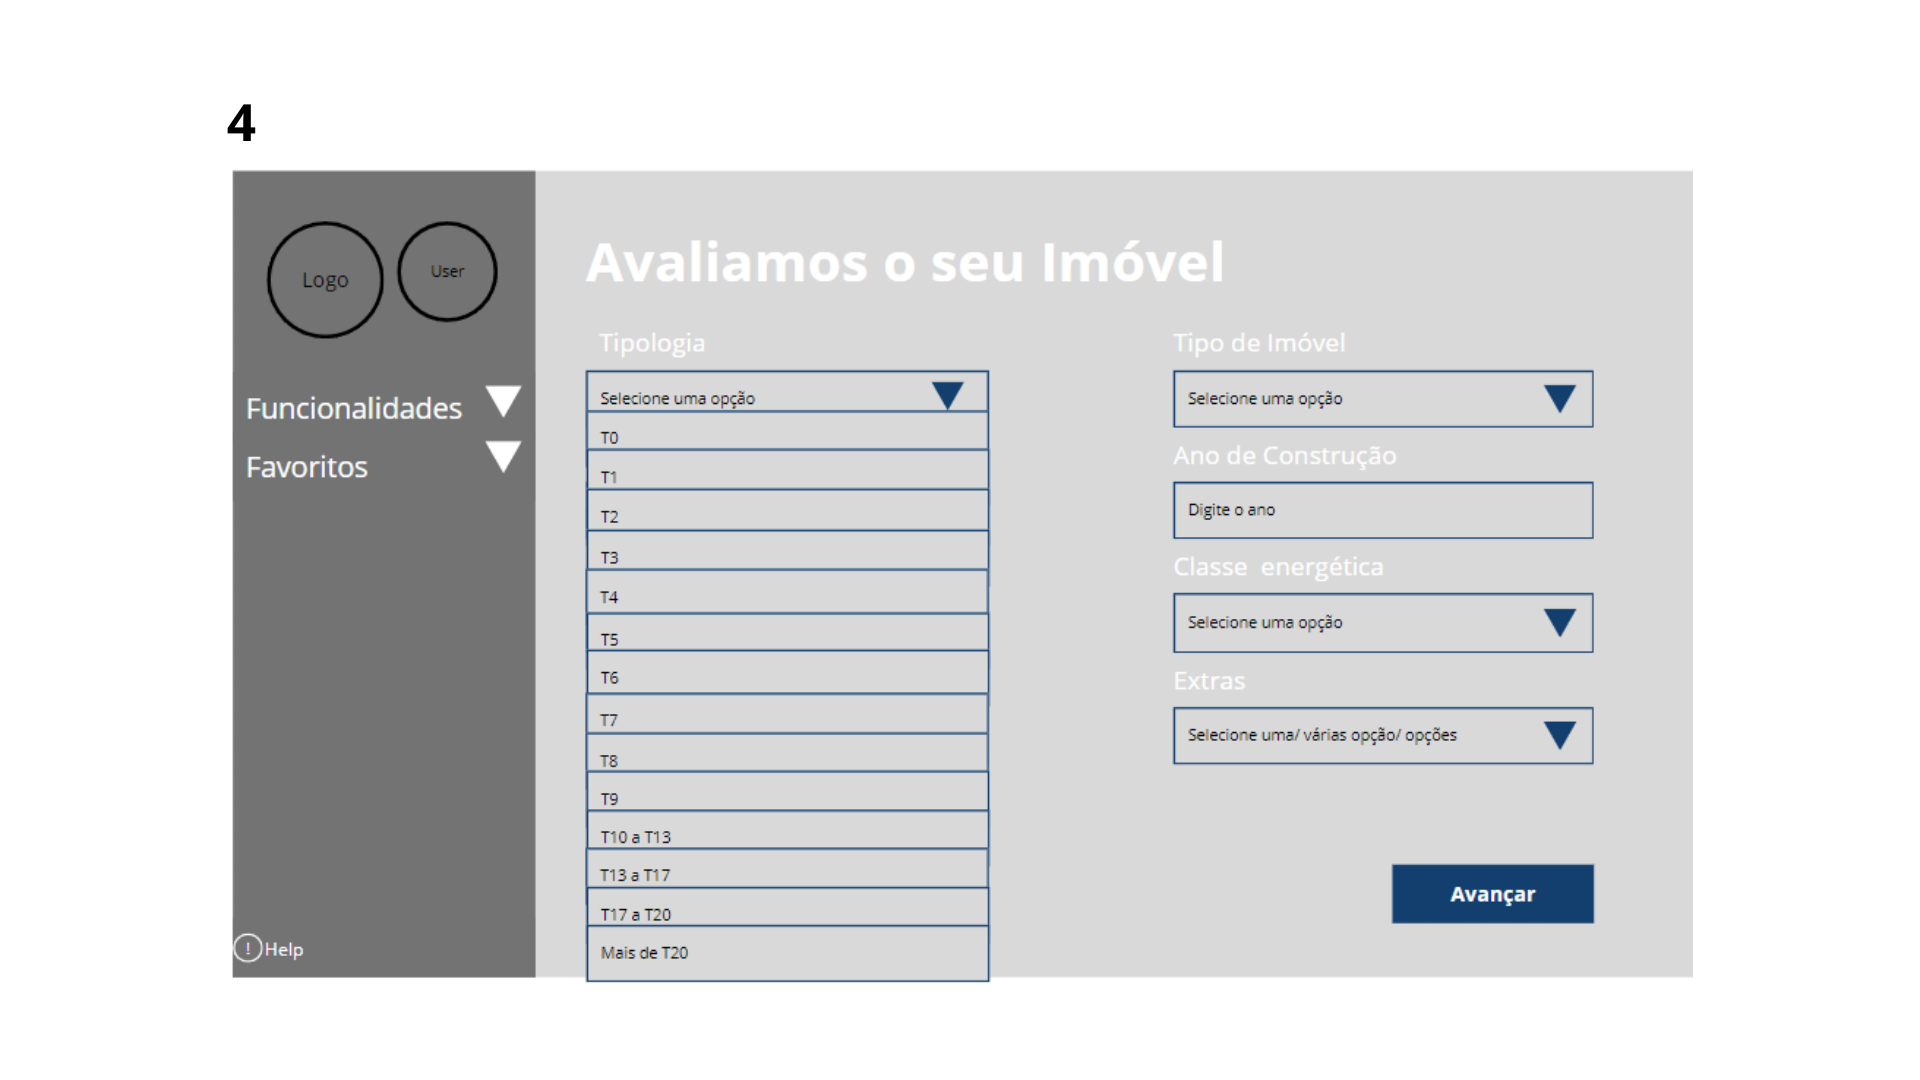 4
Logo
User
Funcionalidades
Favoritos
! Help
Avaliamos o seu Imóvel
Tipologia
Selecione uma opção
T0
T1
T2
T3
T4
T5
T6
T7
T8
T9
T10 a T13
T13 a T17
T17 a T20
Mais de T20
Tipo de Imóvel
Selecione uma opção
Ano de Construção
Digite o ano
Classe energética
Selecione uma opção
Extras
Selecione uma/ várias opção/ opções
Avançar